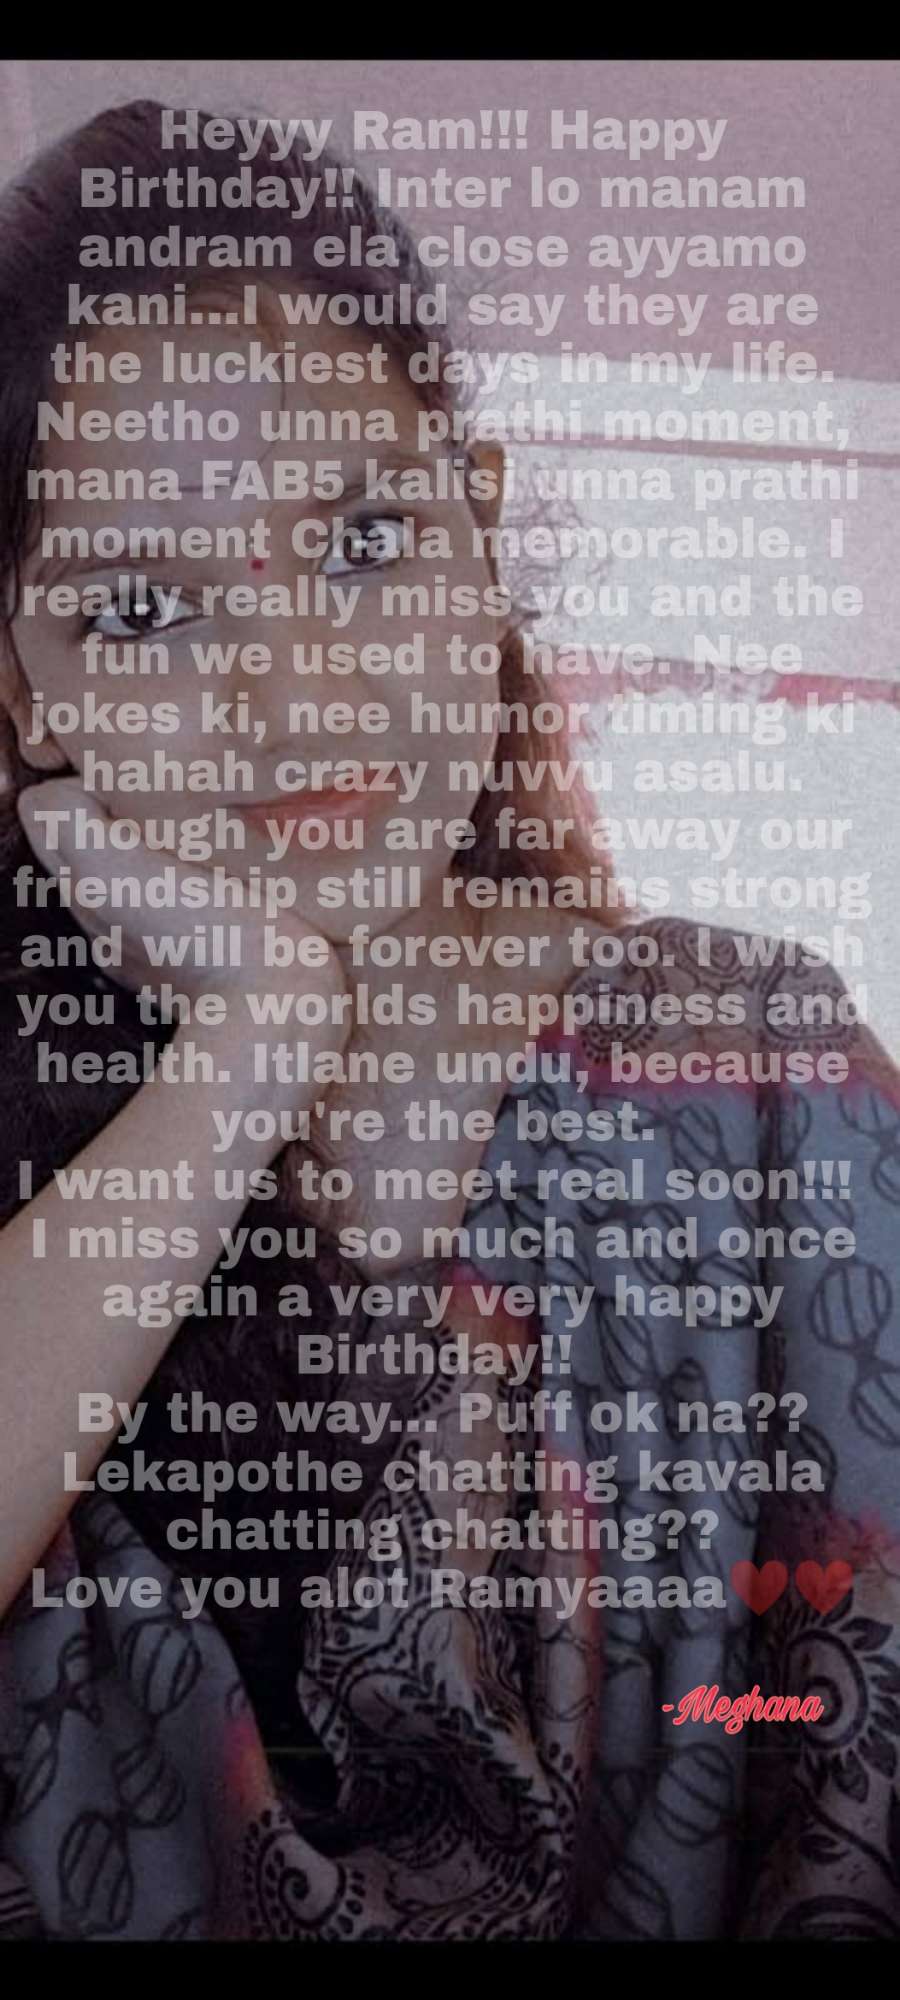 Heyyy Ram!!! Happy
Birthday!! Inter lo manam
andram ela close ayyamo
kani...I would say they are
the luckiest days in my life.
Neetho unna prathi moment,
mana FAB5 kalisi unna prathi
moment Chala memorable. I
really really miss you and the
fun we used to have. Nee
jokes ki, nee humor timing ki
hahah crazy nuvvu asalu.
Though you are far away our
friendship still remains strong
and will be forever too. I wish
you the worlds happiness and
health. Itlane undu, because
you're the best.
I want us to meet real soon!!!
I miss you so much and once
again a very very happy
Birthday!!
By the way... Puff ok na??
Lekapothe chatting kavala
chatting chatting??
Love you alot Ramyaaaa❤️❤️
-Meghana